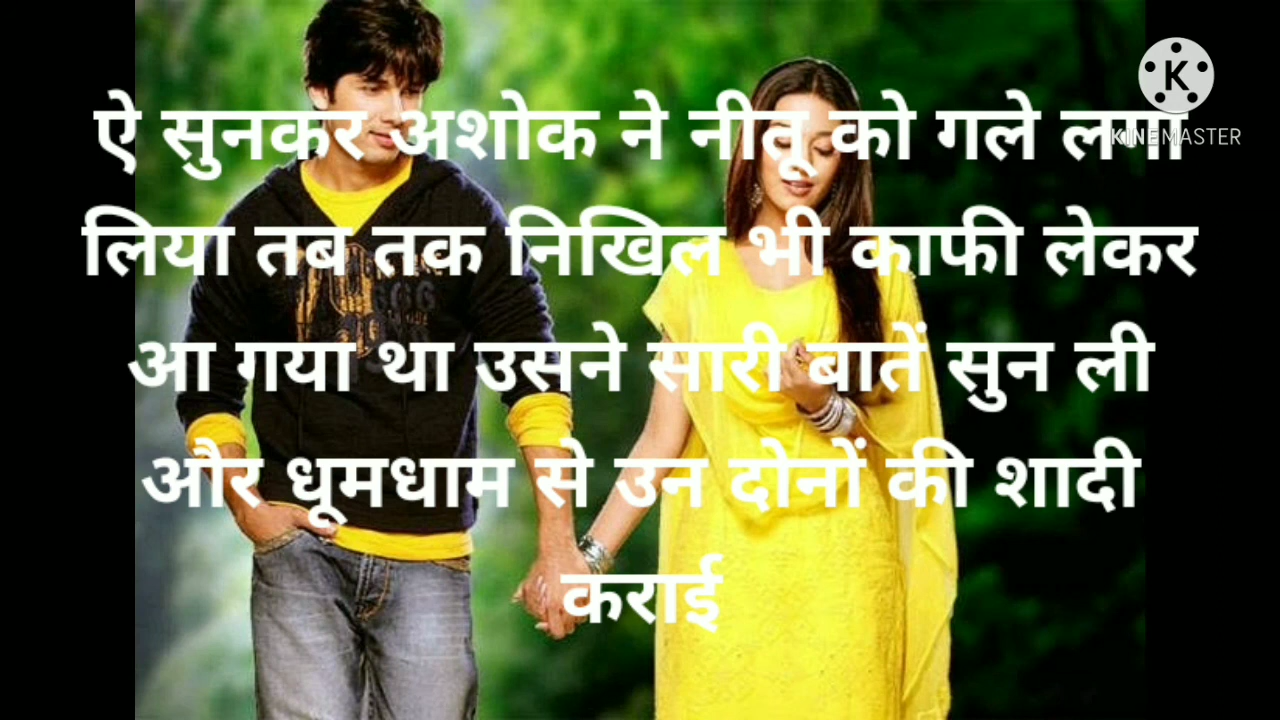 ऐ सुनकर अशोक ने नीतू को गले लगा
लिया तब तक निखिल भी काफी लेकर
आ गया था उसने सारी बातें सुन ली
और धूमधाम से उन दोनों की शादी
कराई
K
KINEMASTER